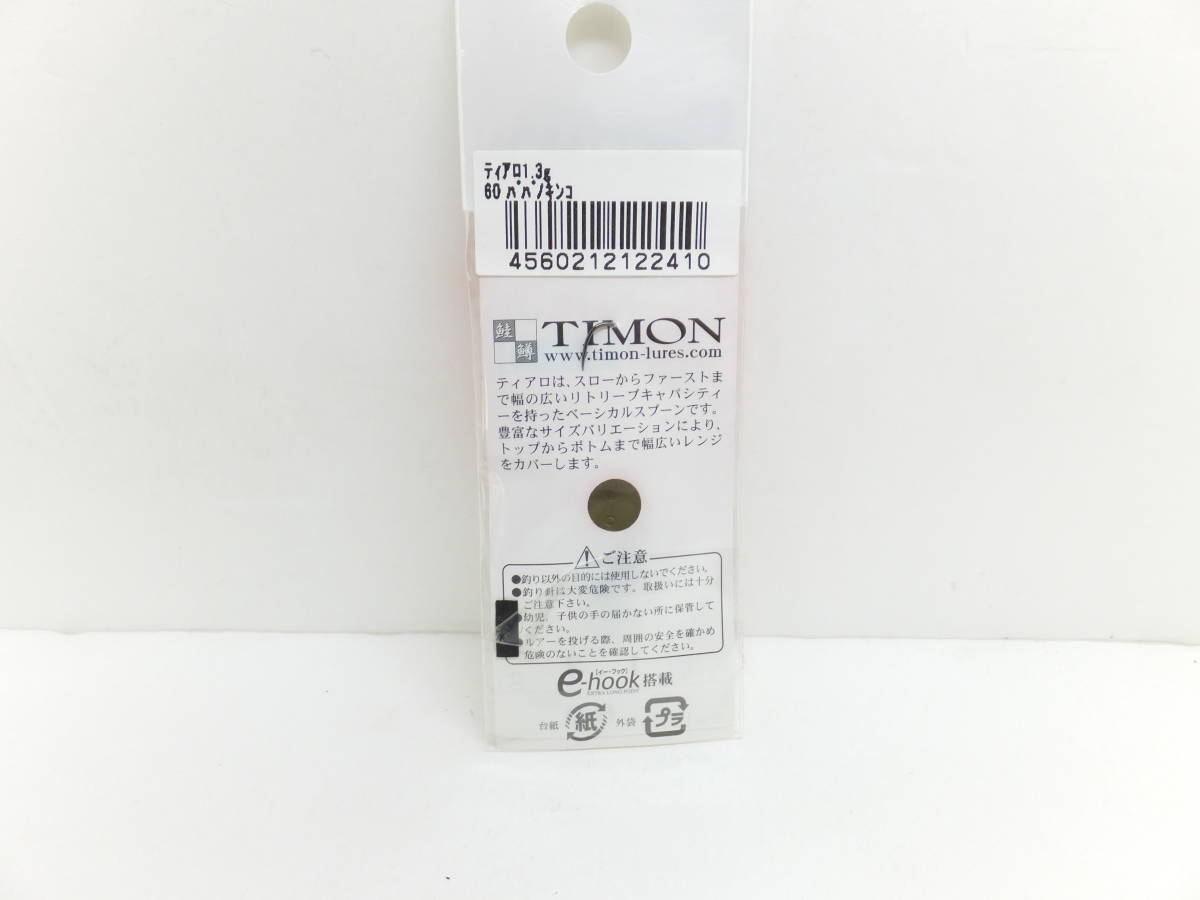 ティアロ1.3g
60 パパノキンコ
4560212122410
鮭
鱒
TIMON
www.timon-lures.com
ティアロは、スローからファーストま
で幅の広いリトリーブキャパシティ
ーを持ったベーシカルスプーンです。
豊富なサイズバリエーションにより、
トップからボトムまで幅広いレンジ
をカバーします。
ご注意
●釣り以外の目的には使用しないでください。
●釣り針は大変危険です。取扱いには十分
ご注意下さい。
●幼児、子供の手の届かない所に保管して
ください。
●ルアーを投げる際、周囲の安全を確かめ
危険のないことを確認してください。
[イー・フック]
e-hook搭載
EXTRA LONG POINT
台紙 紙 外袋 プラ